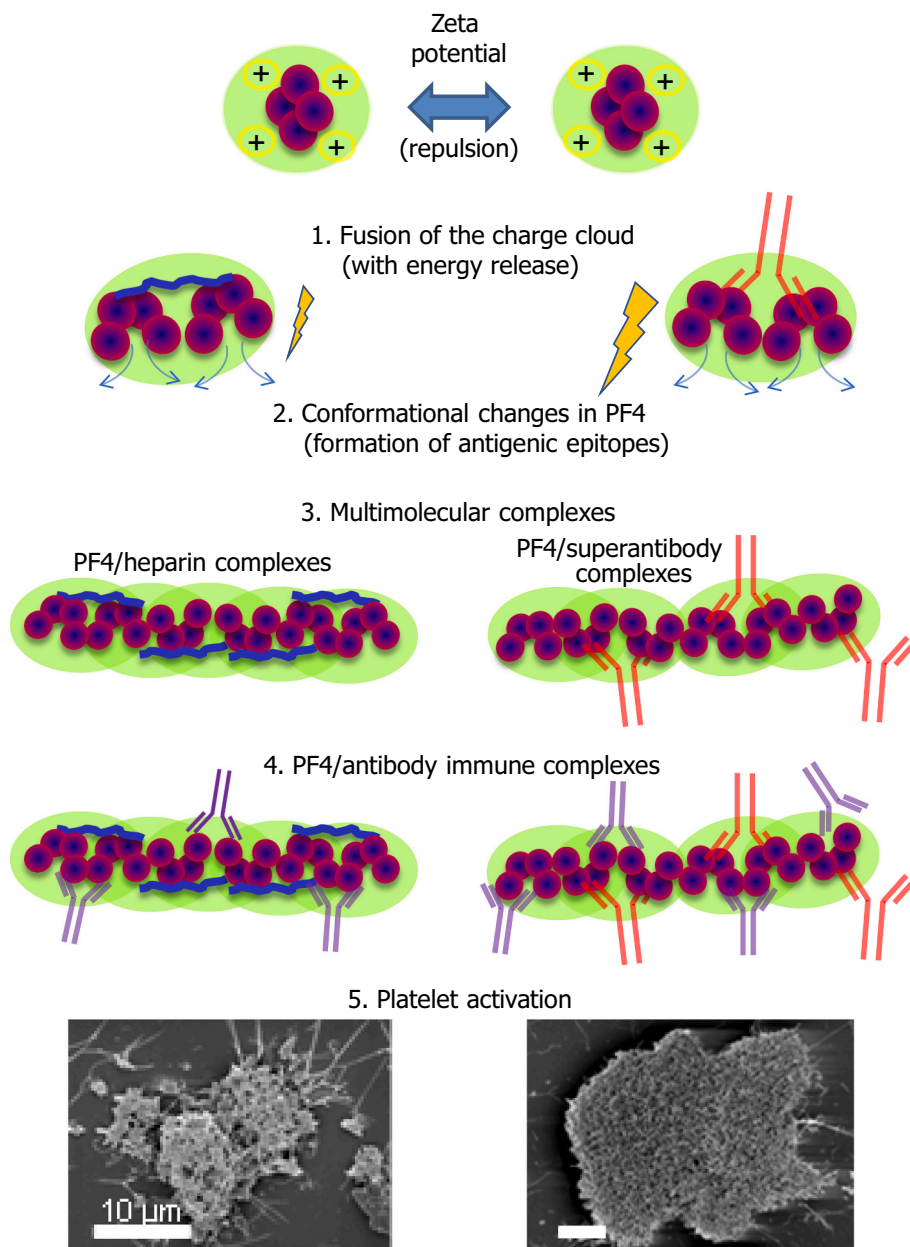 Zeta
potential
+ +
+ +
+ +
+ +
(repulsion)
1. Fusion of the charge cloud
(with energy release)
2. Conformational changes in PF4
(formation of antigenic epitopes)
3. Multimolecular complexes
PF4/heparin complexes
PF4/superantibody
complexes
4. PF4/antibody immune complexes
5. Platelet activation
10 µm